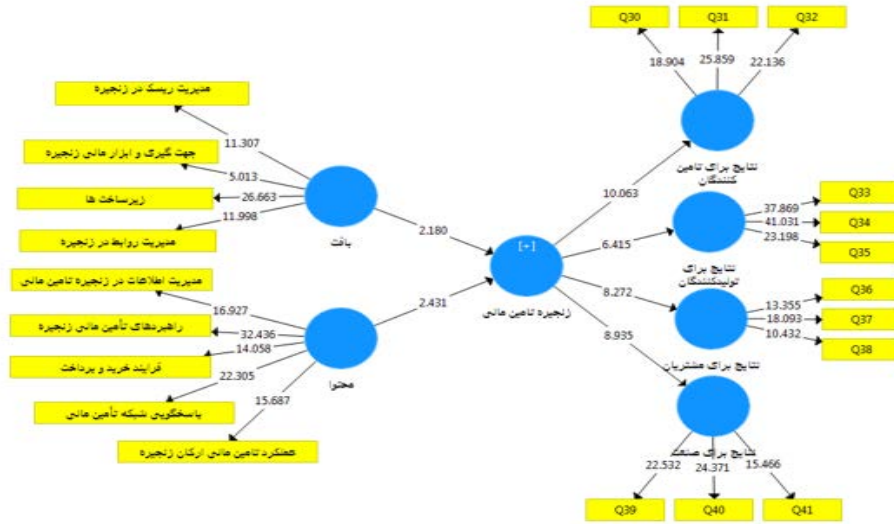 Q30
Q31
Q32
18.904
25.859
22.136
مدیریت ریسک در زنجیره
11.307
جهت گیری و ابزار مالی زنجیره
5.013
زیرساخت ها
26.663
11.998
مدیریت روابط در زنجیره
بافت
2.180
نتایج برای تامین
کنندگان
10.063
Q33
37.869
Q34
41.031
Q35
23.198
6.415
نتایج برای
تولیدکنندگان
[+]
زنجیره تامین مالی
مدیریت اطلاعات در زنجیره تامین مالی
16.927
راهبردهای تأمین مالی زنجیره
32.436
14.058
فرایند خرید و پرداخت
22.305
پاسخگویی شبکه تأمین مالی
15.687
عملکرد تامین مالی ارکان زنجیره
محتوا
2.431
8.272
Q36
13.355
Q37
18.093
Q38
10.432
نتایج برای مشتریان
8.935
نتایج برای صنعت
22.532
24.371
15.466
Q39
Q40
Q41